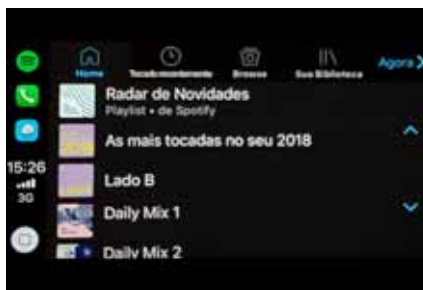 Home
Tocado recentemente
Browse
Sua Biblioteca
Agora
Radar de Novidades
Playlist • de Spotify
As mais tocadas no seu 2018
15:26
Lado B
3G
Daily Mix 1
Daily Mix 2